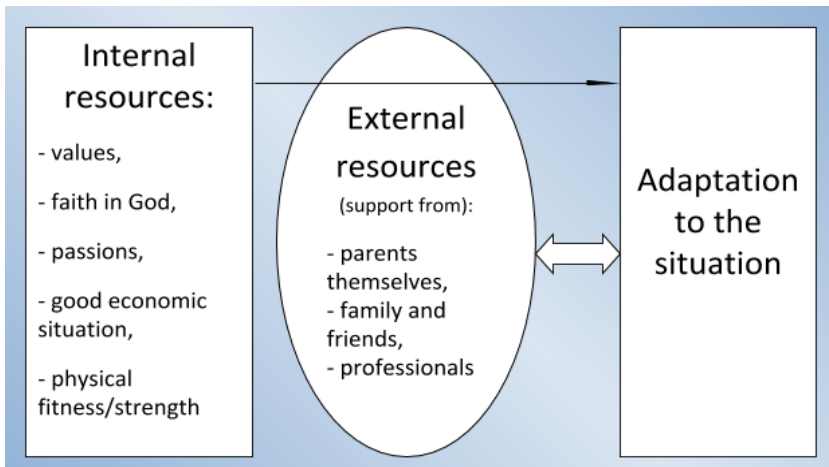 Internal
resources:
- values,
- faith in God,
- passions,
- good economic
situation,
- physical
fitness/strength
External
resources
(support from):
- parents
themselves,
- family and
friends,
- professionals
Adaptation
to the
situation